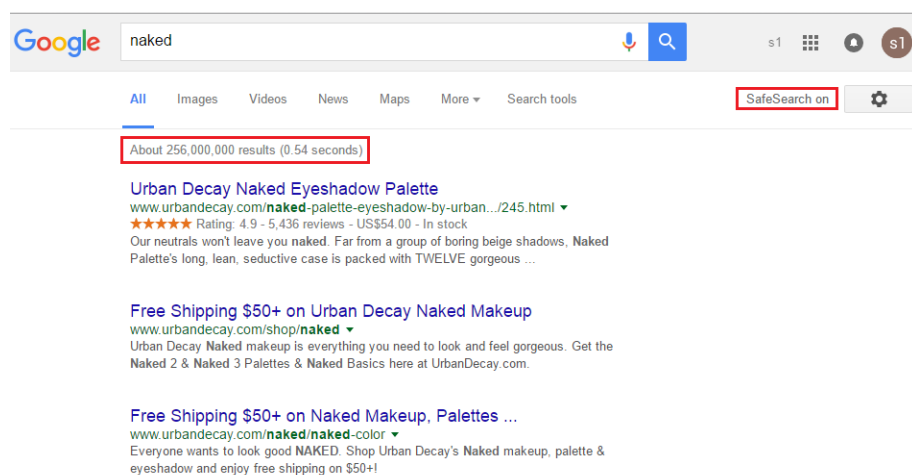 Google naked s1 s1
All Images Videos News Maps More Search tools SafeSearch on
About 256,000,000 results (0.54 seconds)
Urban Decay Naked Eyeshadow Palette
www.urbandecay.com/naked-palette-eyeshadow-by-urban.../245.html
Rating: 4.9 - 5,436 reviews - US$54.00 - In stock
Our neutrals won't leave you naked. Far from a group of boring beige shadows, Naked
Palette's long, lean, seductive case is packed with TWELVE gorgeous ...
Free Shipping $50+ on Urban Decay Naked Makeup
www.urbandecay.com/shop/naked
Urban Decay Naked makeup is everything you need to look and feel gorgeous. Get the
Naked 2 & Naked 3 Palettes & Naked Basics here at UrbanDecay.com.
Free Shipping $50+ on Naked Makeup, Palettes ...
www.urbandecay.com/naked/naked-color
Everyone wants to look good NAKED. Shop Urban Decay's Naked makeup, palette &
eyeshadow and enjoy free shipping on $50+!